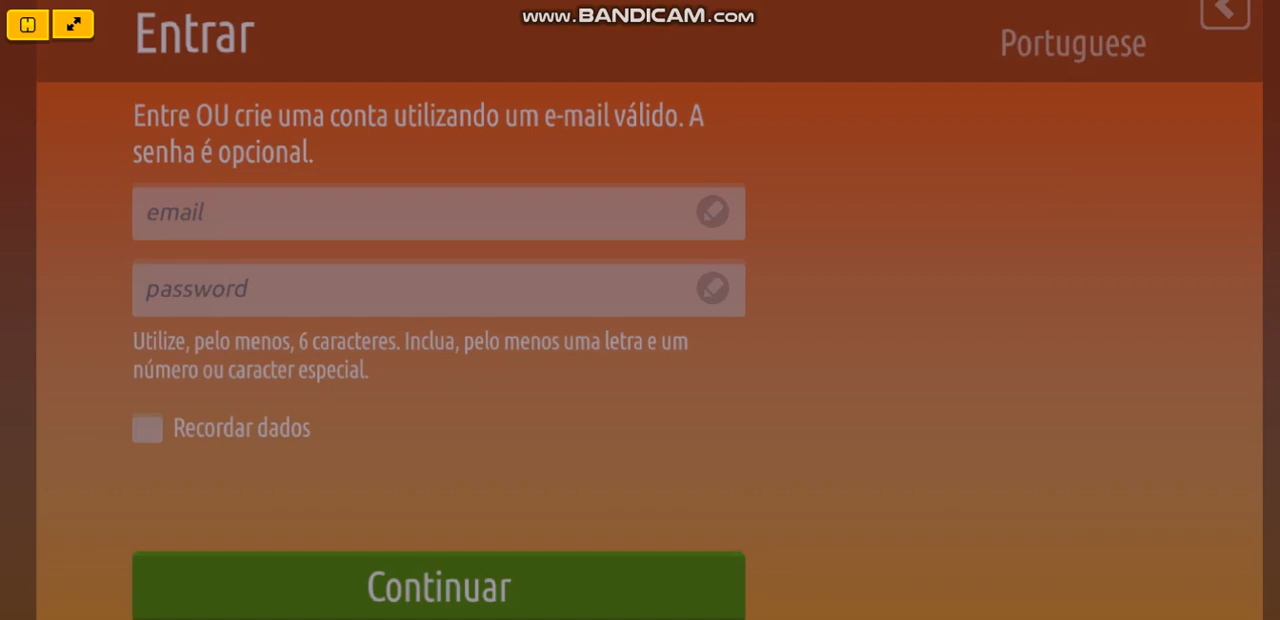 www.BANDICAM.com
Entrar
Portuguese
Entre OU crie uma conta utilizando um e-mail válido. A
senha é opcional.
email
password
Utilize, pelo menos, 6 caracteres. Inclua, pelo menos uma letra e um
número ou caracter especial.
Recordar dados
Continuar